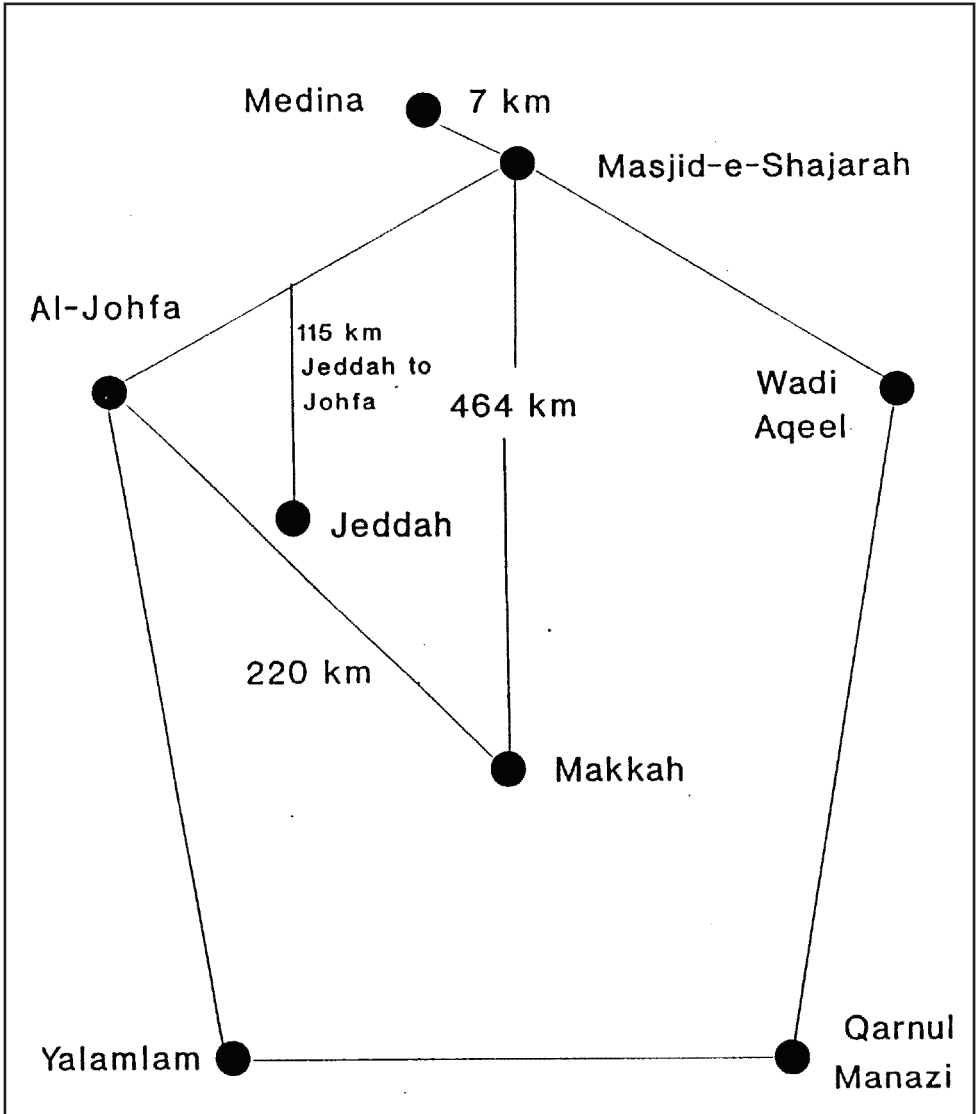 Medina
7 km
Masjid-e-Shajarah
Al-Johfa
115 km
Jeddah to
Johfa
464 km
Wadi
Aqeel
Jeddah
220 km
Makkah
Yalamlam
Qarnul
Manazi